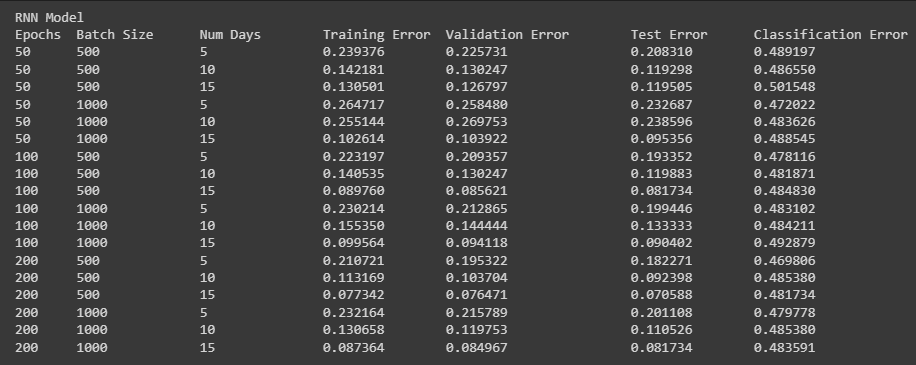 RNN Model
Epochs Batch Size Num Days Training Error Validation Error Test Error Classification Error
50 500 5 0.239376 0.225731 0.208310 0.489197
50 500 10 0.142181 0.130247 0.119298 0.486550
50 500 15 0.130501 0.126797 0.119505 0.501548
50 1000 5 0.264717 0.258480 0.232687 0.472022
50 1000 10 0.255144 0.269753 0.238596 0.483626
50 1000 15 0.102614 0.103922 0.095356 0.488545
100 500 5 0.223197 0.209357 0.193352 0.478116
100 500 10 0.140535 0.130247 0.119883 0.481871
100 500 15 0.089760 0.085621 0.081734 0.484830
100 1000 5 0.230214 0.212865 0.199446 0.483102
100 1000 10 0.155350 0.144444 0.133333 0.484211
100 1000 15 0.099564 0.094118 0.090402 0.492879
200 500 5 0.210721 0.195322 0.182271 0.469806
200 500 10 0.113169 0.103704 0.092398 0.485380
200 500 15 0.077342 0.076471 0.070588 0.481734
200 1000 5 0.232164 0.215789 0.201108 0.479778
200 1000 10 0.130658 0.119753 0.110526 0.485380
200 1000 15 0.087364 0.084967 0.081734 0.483591